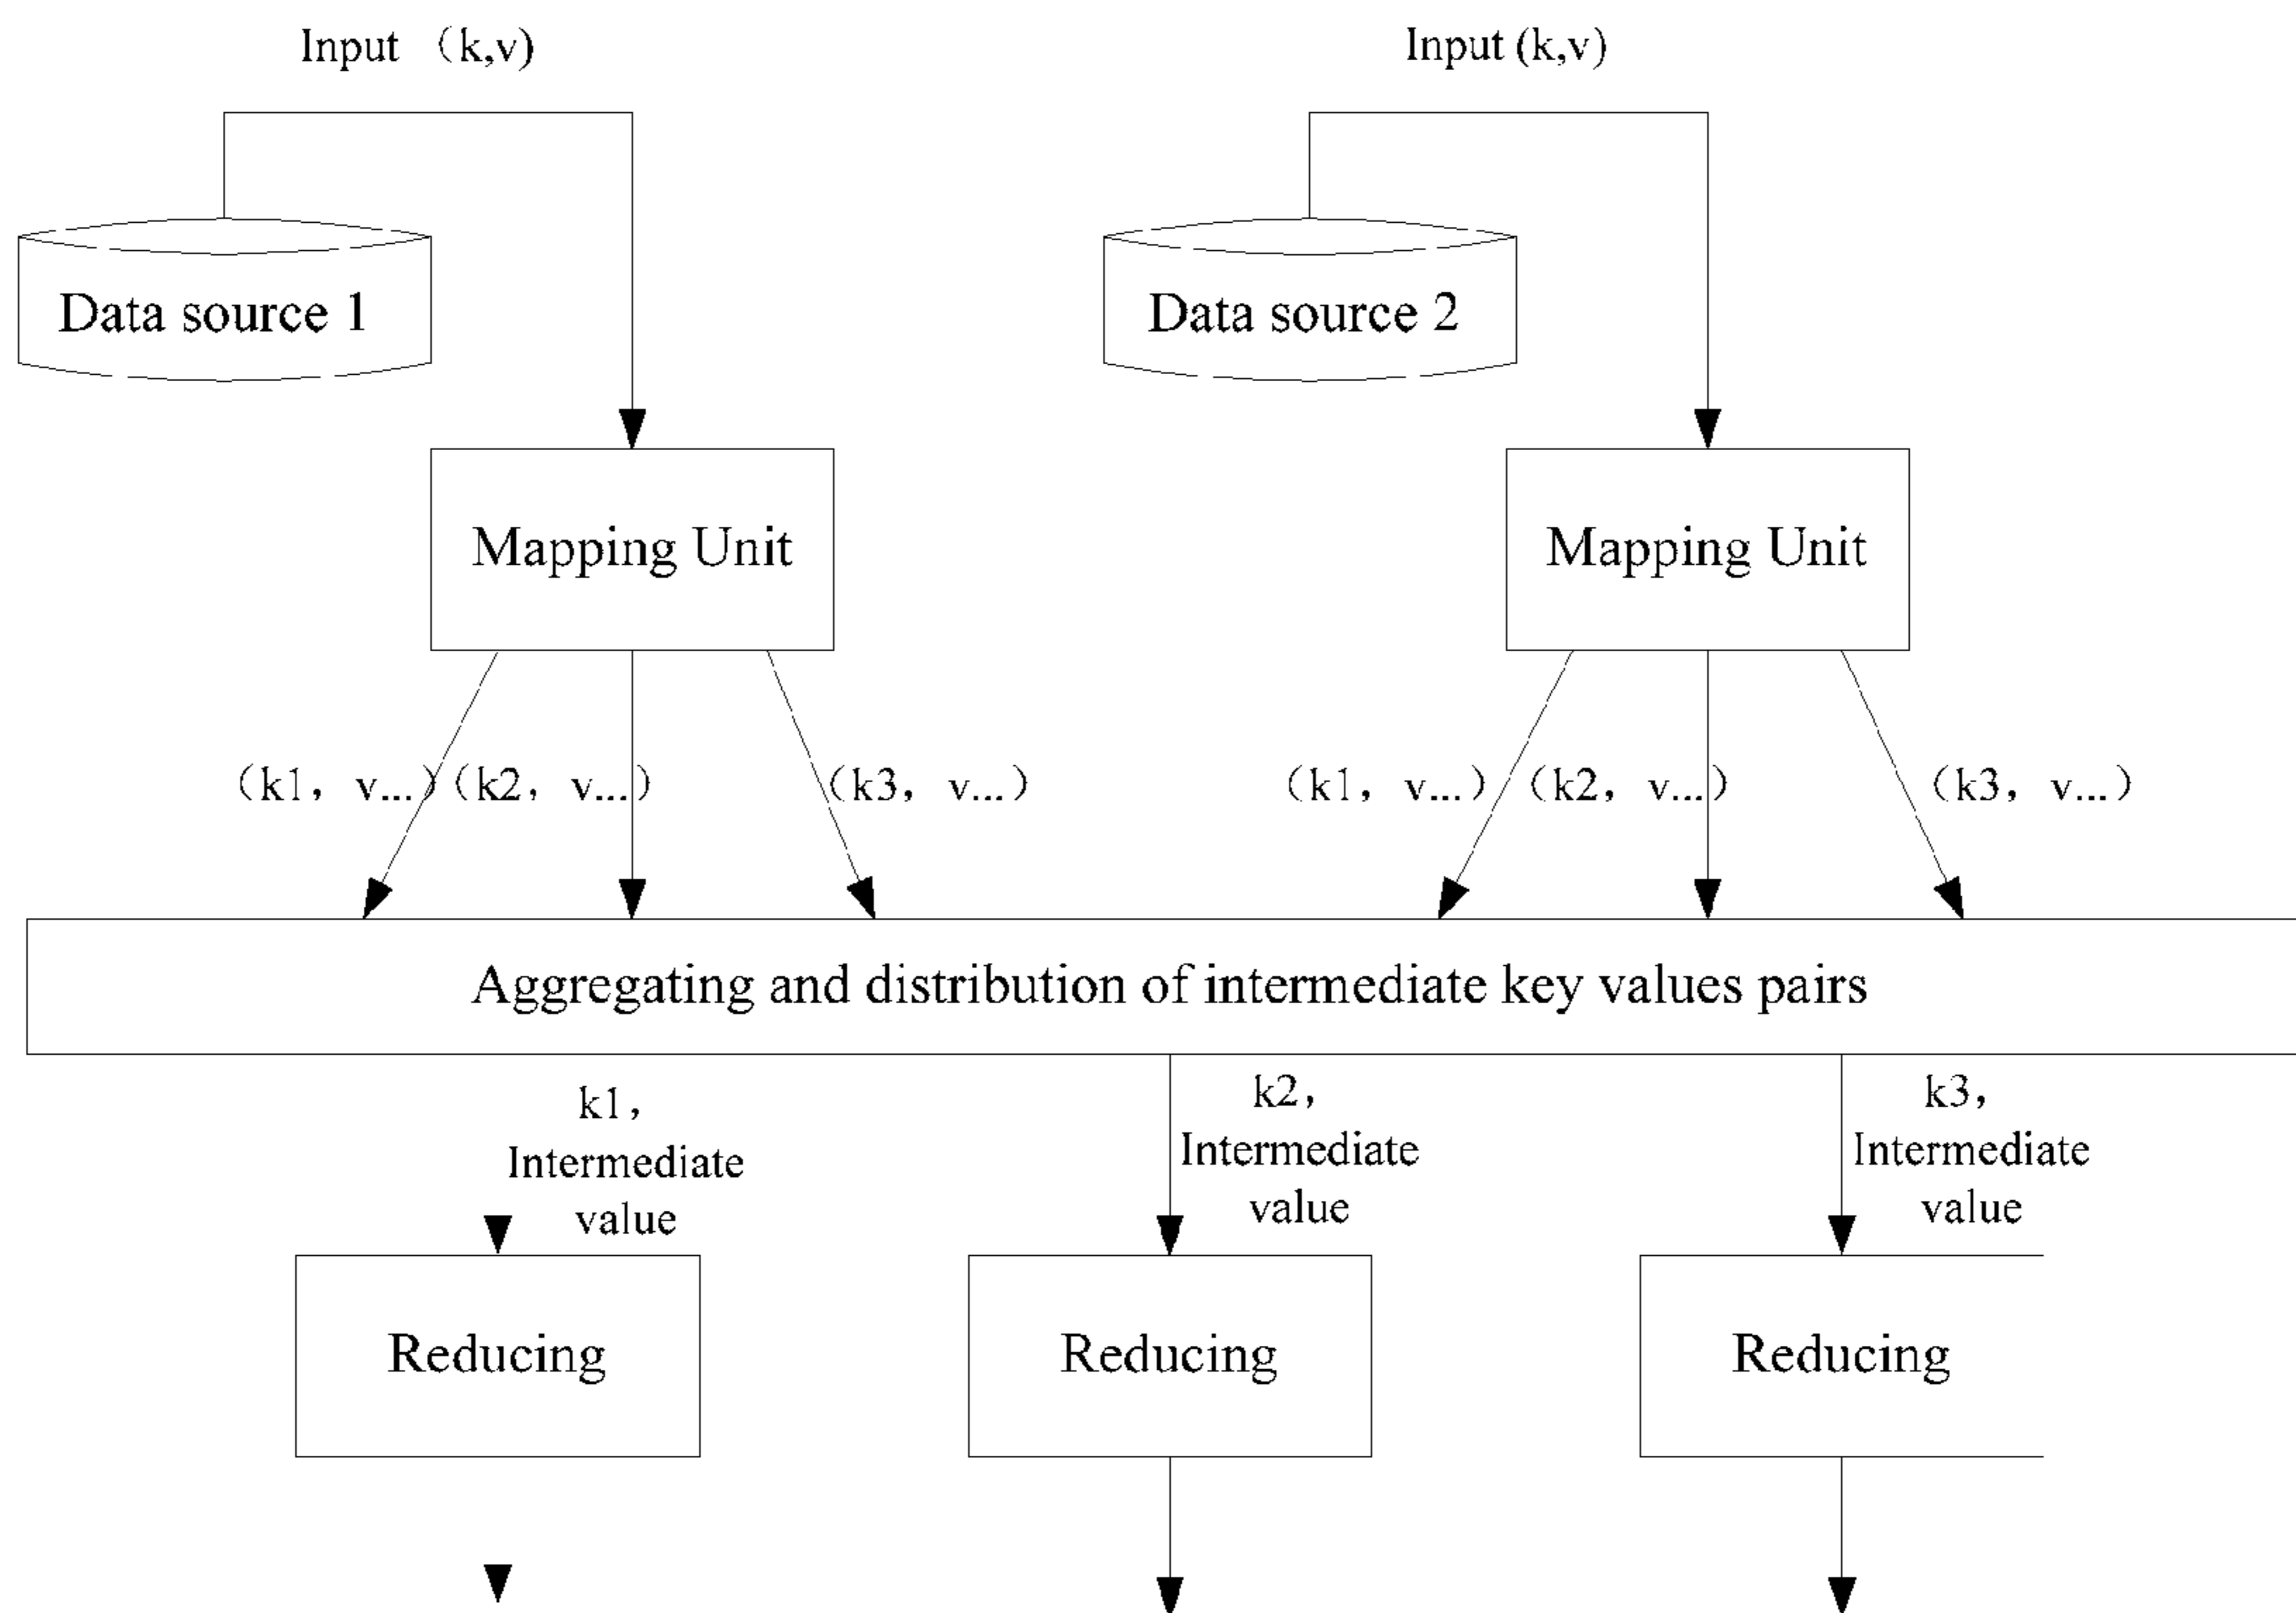 Input （k,v)
Input (k,v)
Data source 1
Data source 2
Mapping Unit
Mapping Unit
（k1， v...）
（k2， v...）
（k3， v...）
（k1， v...）
（k2， v...）
（k3， v...）
Aggregating and distribution of intermediate key values pairs
k1，
Intermediate
value
k2，
Intermediate
value
k3，
Intermediate
value
Reducing
Reducing
Reducing